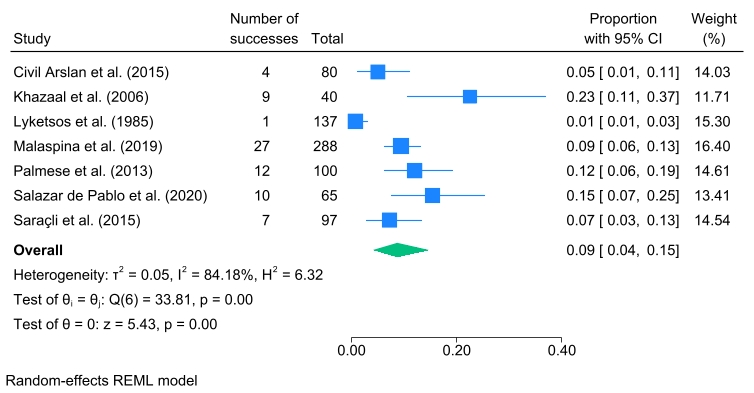 Number of Proportion Weight
Study successes Total with 95% CI (%)
Civil Arslan et al. (2015) 4 80 0.05 [ 0.01, 0.11] 14.03
Khazaal et al. (2006) 9 40 0.23 [ 0.11, 0.37] 11.71
Lyketsos et al. (1985) 1 137 0.01 [ 0.01, 0.03] 15.30
Malaspina et al. (2019) 27 288 0.09 [ 0.06, 0.13] 16.40
Palmese et al. (2013) 12 100 0.12 [ 0.06, 0.19] 14.61
Salazar de Pablo et al. (2020) 10 65 0.15 [ 0.07, 0.25] 13.41
Saraçli et al. (2015) 7 97 0.07 [ 0.03, 0.13] 14.54
Overall 0.09 [ 0.04, 0.15]
Heterogeneity: τ² = 0.05, I² = 84.18%, H² = 6.32
Test of θᵢ = θⱼ: Q(6) = 33.81, p = 0.00
Test of θ = 0: z = 5.43, p = 0.00
0.00 0.20 0.40
Random-effects REML model